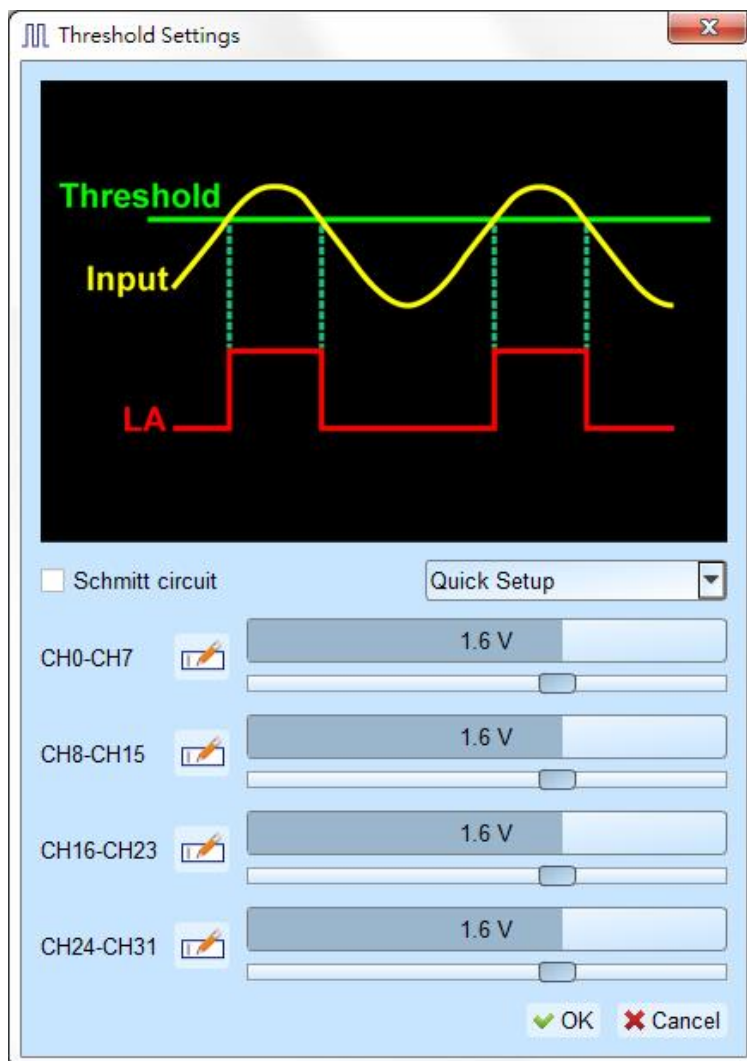 Threshold Settings
Threshold
Input
LA
Schmitt circuit
Quick Setup
CH0-CH7
1.6 V
CH8-CH15
1.6 V
CH16-CH23
1.6 V
CH24-CH31
1.6 V
OK
Cancel